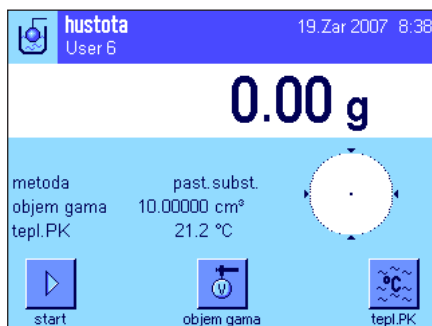 hustota 19.Zar 2007 8:38
User 6
0.00 g
metoda past.subst.
objem gama 10.00000 cm³
tepl.PK 21.2 °C
V °C
start objem gama tepl.PK